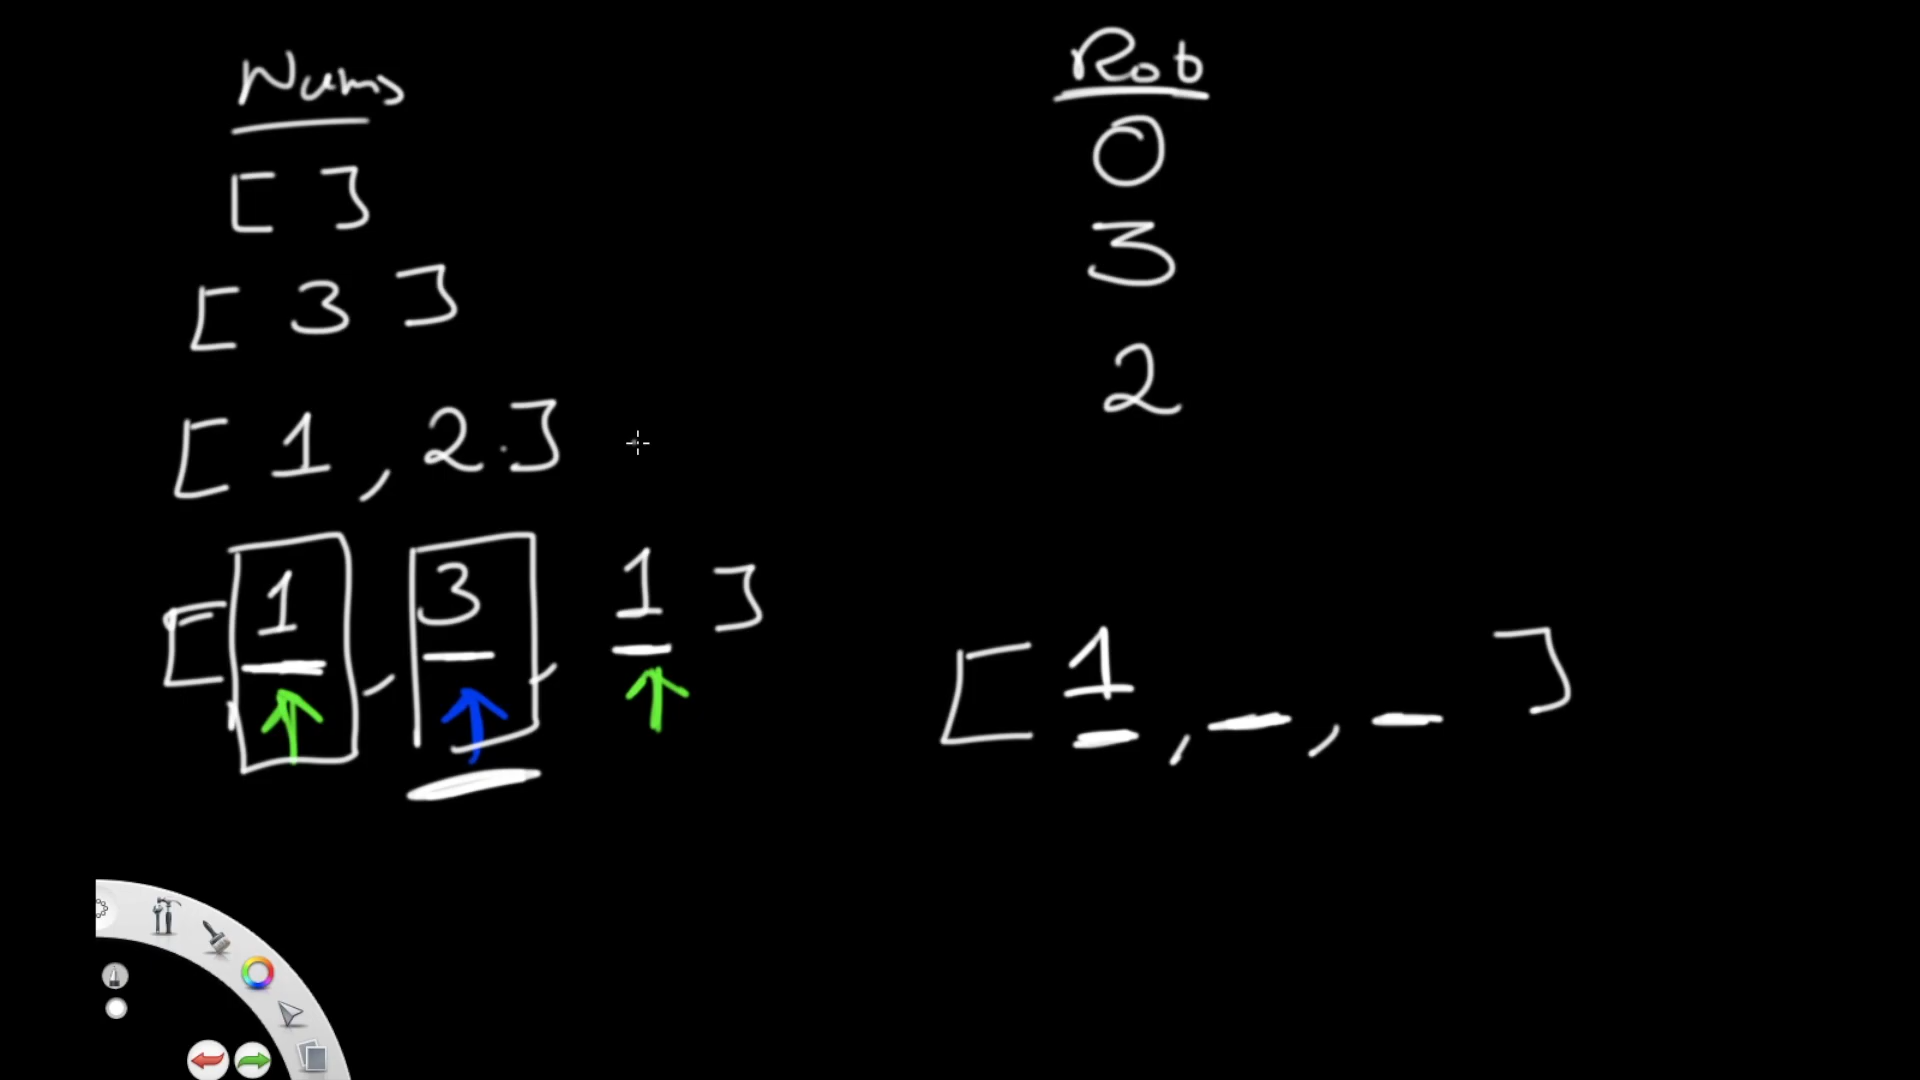 Nums
Rob
[ ]
0
[ 3 ]
3
[ 1 , 2 . ]
2
[ 1 , 3 , 1 ]
[ 1 , _ , _ ]